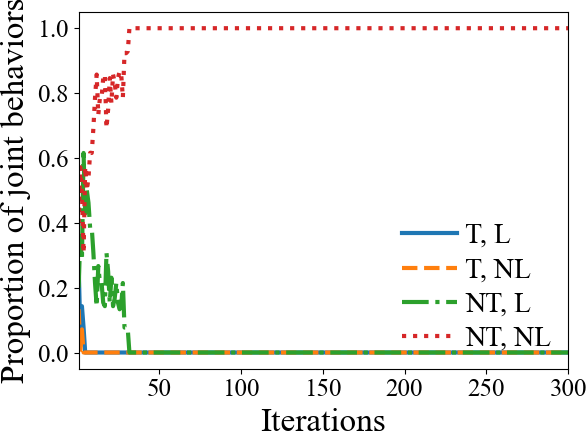 Proportion of joint behaviors
1.0
0.8
0.6
0.4
0.2
0.0
T, L
T, NL
NT, L
NT, NL
50
100
150
200
250
300
Iterations